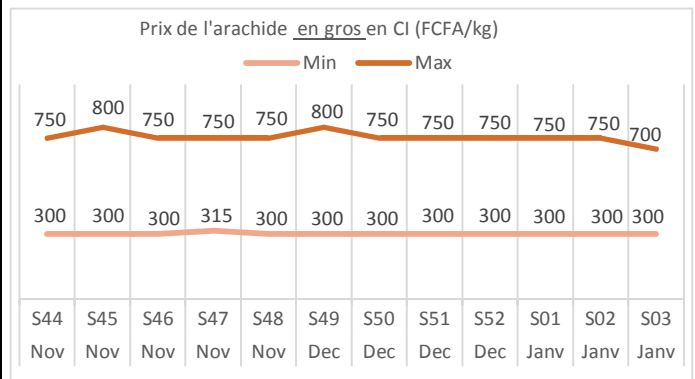 Prix de l'arachide en gros en CI (FCFA/kg)
Min Max
750 800 750 750 750 800 750 750 750 750 750 700
300 300 300 315 300 300 300 300 300 300 300 300
S44 S45 S46 S47 S48 S49 S50 S51 S52 S01 S02 S03
Nov Nov Nov Nov Nov Dec Dec Dec Dec Janv Janv Janv